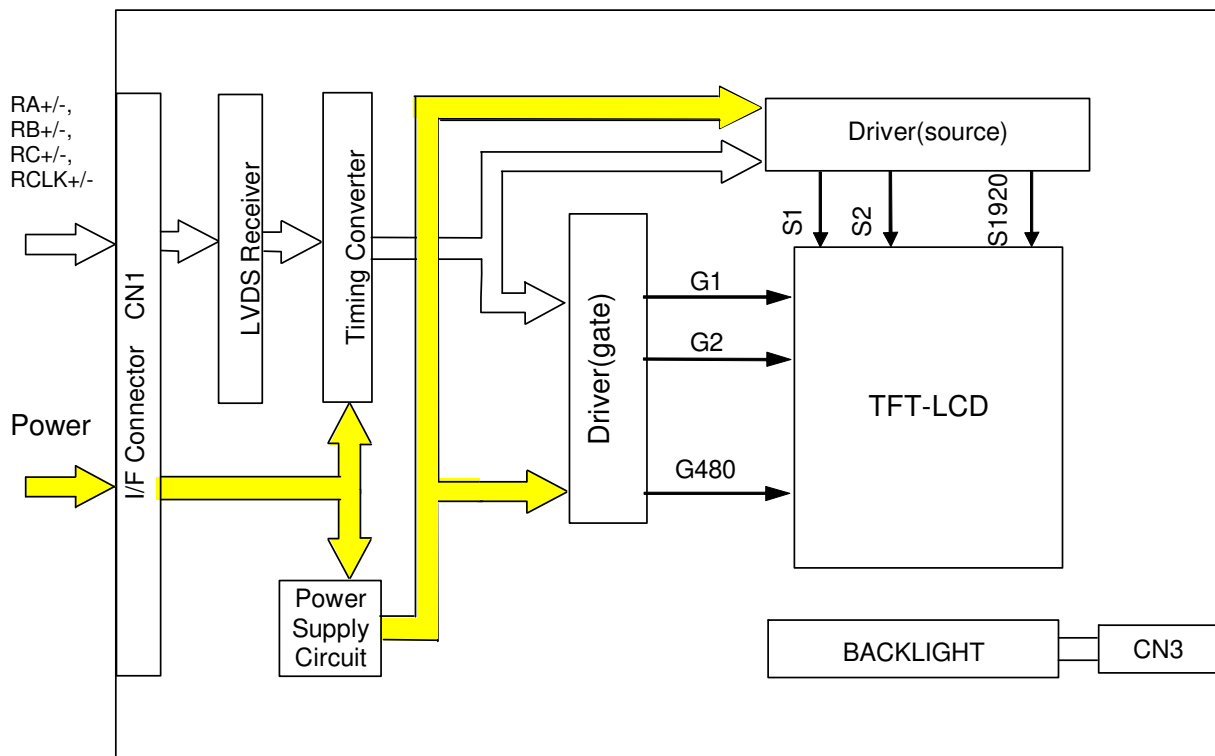 RA+/-,
RB+/-,
RC+/-,
RCLK+/-
Power
I/F Connector CN1
LVDS Receiver
Timing Converter
Power
Supply
Circuit
Driver(source)
S1
S2
S1920
Driver(gate)
G1
G2
G480
TFT-LCD
BACKLIGHT
CN3